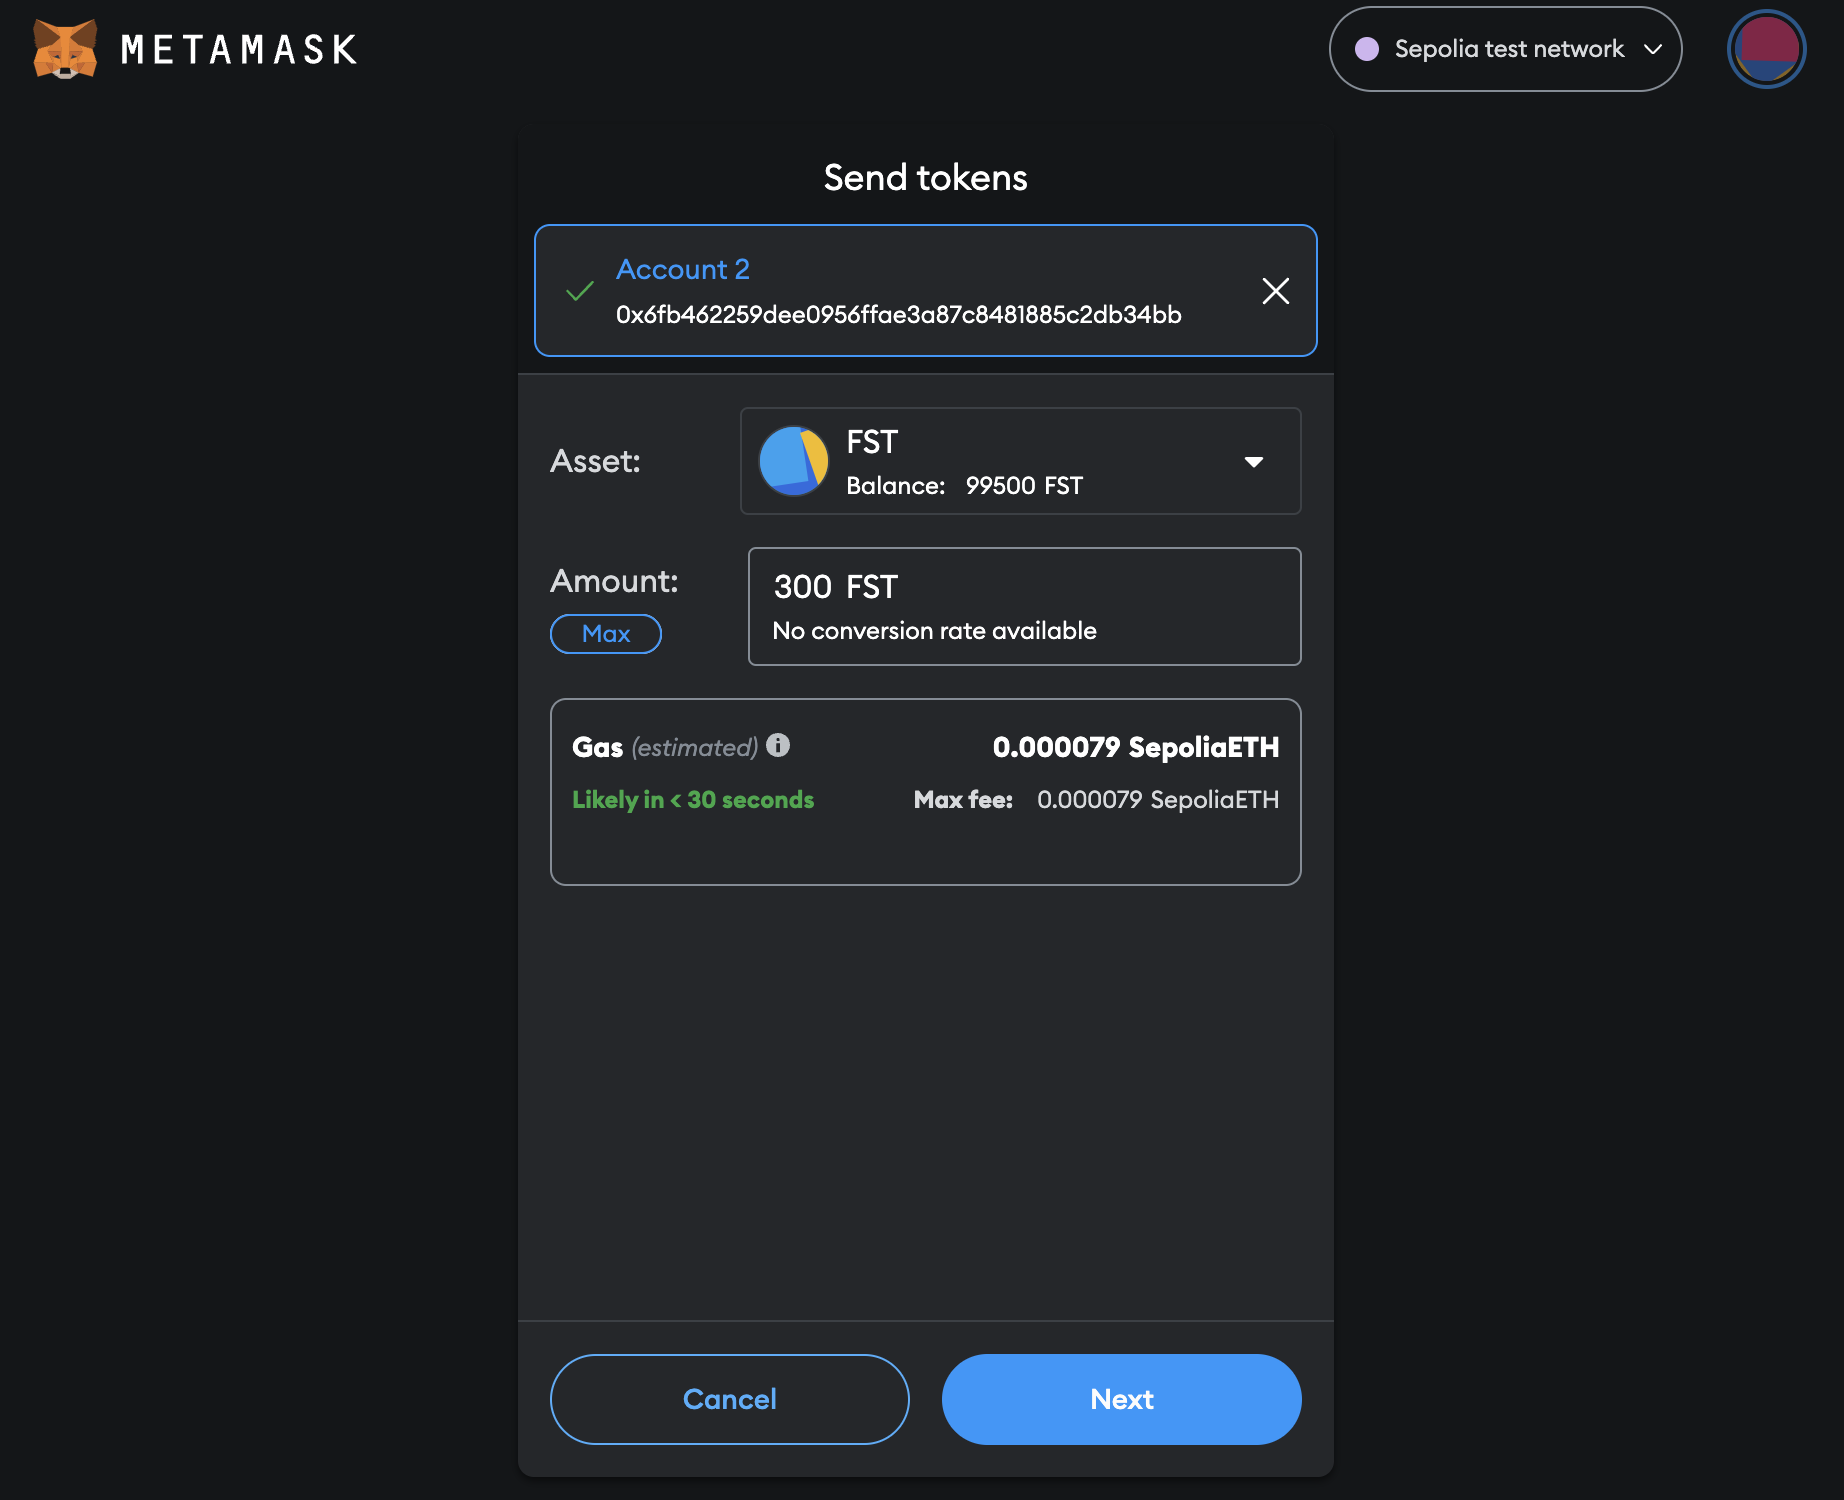 METAMASK
Sepolia test network
Send tokens
Account 2
0x6fb462259dee0956ffae3a87c8481885c2db34bb
Asset:
FST
Balance: 99500 FST
Amount:
Max
300 FST
No conversion rate available
Gas (estimated) 0.000079 SepoliaETH
Likely in < 30 seconds Max fee: 0.000079 SepoliaETH
Cancel
Next